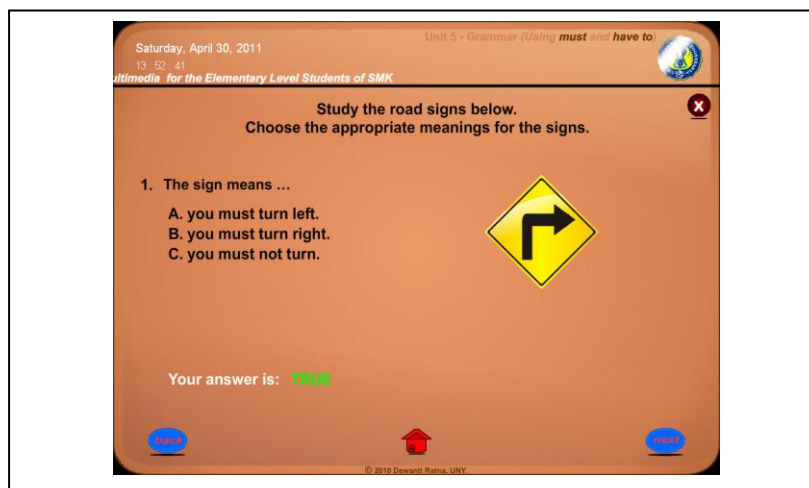 Unit 5 - Grammar (Using must and have to)
Saturday, April 30, 2011
13 : 52 : 41
ultimedia for the Elementary Level Students of SMK
X
Study the road signs below.
Choose the appropriate meanings for the signs.
1. The sign means …
A. you must turn left.
B. you must turn right.
C. you must not turn.
Your answer is: TRUE
back
next
© 2010 Dewanti Ratna, UNY.